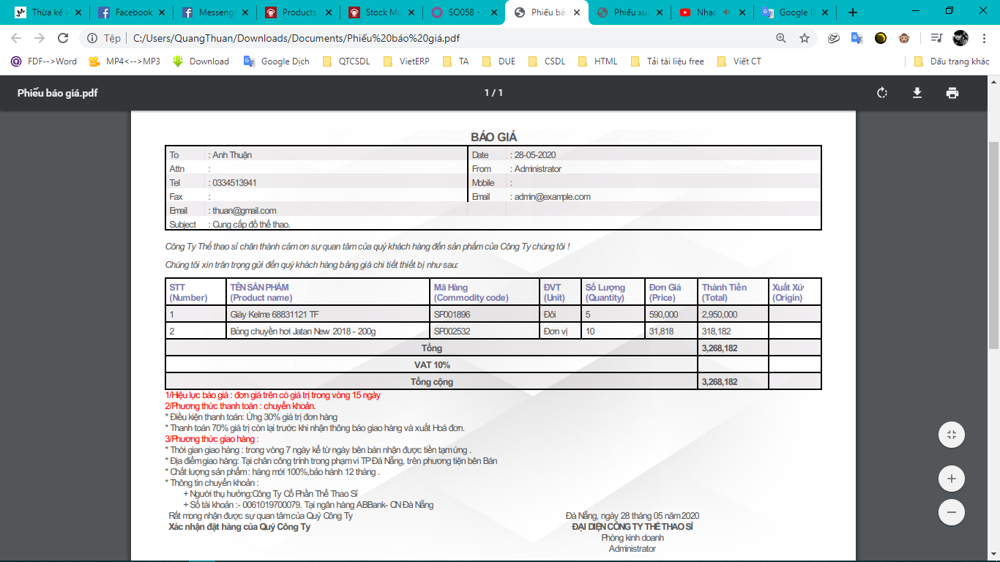 Thừa kế v
Facebook
Messeng
Products
Stock Mo
SO058 -
Phiếu bá
Phiếu xuấ
Nhạc
Google D
Tệp
C:/Users/QuangThuan/Downloads/Documents/Phiếu%20báo%20giá.pdf
FDF-->Word
MP4<-->MP3
Download
Google Dịch
QTCSDL
VietERP
TA
DUE
CSDL
HTML
Tải tài liệu free
Viết CT
Dấu trang khác
Phiếu báo giá.pdf
1 / 1
BÁO GIÁ
To : Anh Thuận Date : 28-05-2020
Attn : From : Administrator
Tel : 0334513941 Mobile :
Fax : Email : admin@example.com
Email : thuan@gmail.com
Subject : Cung cấp đồ thể thao.
Công Ty Thể thao sỉ chân thành cảm ơn sự quan tâm của quý khách hàng đến sản phẩm của Công Ty chúng tôi !
Chúng tôi xin trân trọng gửi đến quý khách hàng bảng giá chi tiết thiết bị như sau:
STT TÊN SẢN PHẨM Mã Hàng ĐVT Số Lượng Đơn Giá Thành Tiền Xuất Xứ
(Number) (Product name) (Commodity code) (Unit) (Quantity) (Price) (Total) (Origin)
1 Giày Kelme 68831121 TF SP001896 Đôi 5 590,000 2,950,000
2 Bóng chuyền hơi Jatan New 2018 - 200g SP002532 Đơn vị 10 31,818 318,182
Tổng 3,268,182
VAT 10%
Tổng cộng 3,268,182
1/Hiệu lực báo giá : đơn giá trên có giá trị trong vòng 15 ngày
2/Phương thức thanh toán : chuyển khoản.
* Điều kiện thanh toán: Ứng 30% giá trị đơn hàng
* Thanh toán 70% giá trị còn lại trước khi nhận thông báo giao hàng và xuất Hoá đơn.
3/Phương thức giao hàng :
* Thời gian giao hàng : trong vòng 7 ngày kể từ ngày bên bán nhận được tiền tạm ứng .
* Địa điểm giao hàng: Tại chân công trình trong phạm vi TP Đà Nẵng, trên phương tiện bên Bán
* Chất lượng sản phẩm : hàng mới 100%,bảo hành 12 tháng .
* Thông tin chuyển khoản :
+ Người thụ hưởng:Công Ty Cổ Phần Thể Thao Sỉ
+ Số tài khoản :- 0061019700079. Tại ngân hàng ABBank- CN Đà Nẵng
Rất mong nhận được sự quan tâm của Quý Công Ty Đà Nẵng, ngày 28 tháng 05 năm 2020
Xác nhận đặt hàng của Quý Công Ty ĐẠI DIỆN CÔNG TY THỂ THAO SỈ
Phòng kinh doanh
Administrator